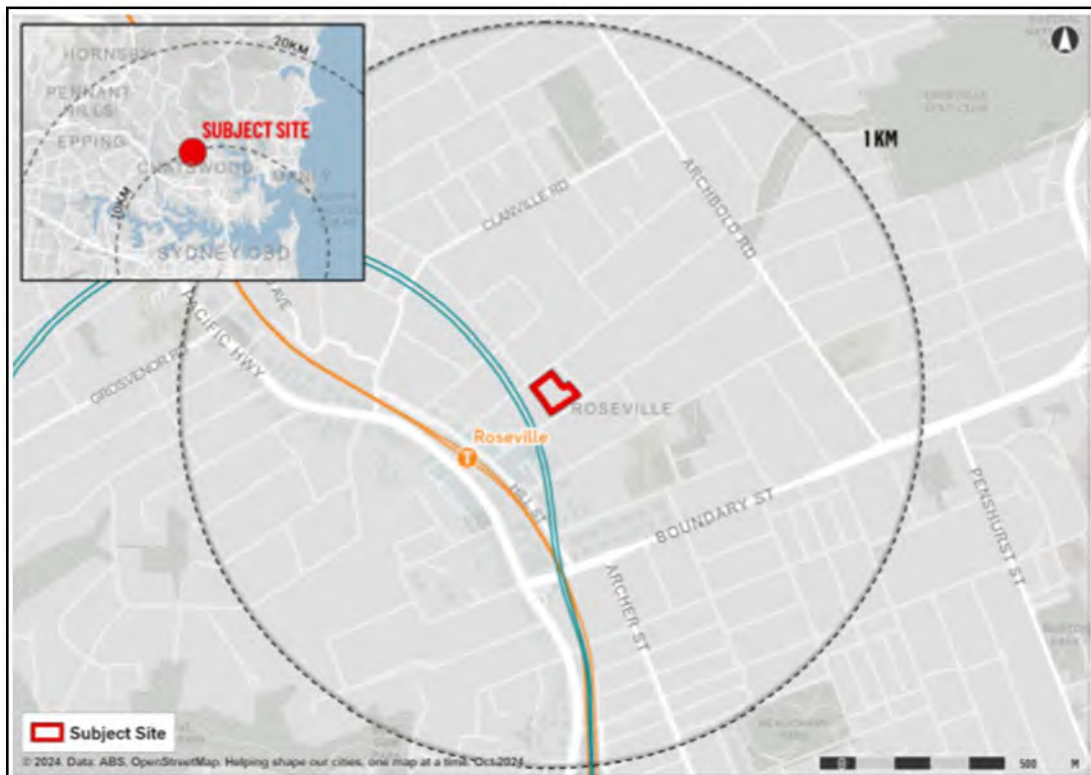 20KM
HORNSBY
PENNANT
HILLS
EPPING
SUBJECT SITE
CHATSWOOD
MANLY
10KM
SYDNEY CBD
1 KM
CLANVILLE RD
ARCHBOLD RD
AVE
PACIFIC HWY
GROSVENOR
ROSEVILLE
Roseville
T
HILL ST
BOUNDARY ST
PENSHURST ST
ARCHER ST
Subject Site
© 2024. Data: ABS, OpenStreetMap. Helping shape our cities, one map at a time. Oct 2024
0 500 M